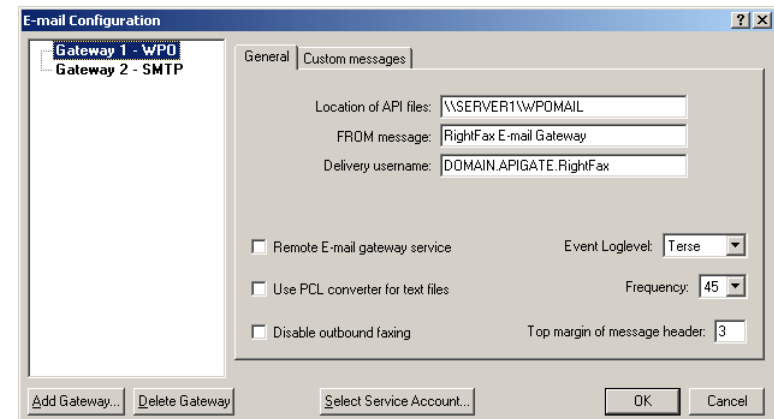 E-mail Configuration
Gateway 1 - WPO
Gateway 2 - SMTP
General
Custom messages
Location of API files: \\SERVER1\WPOMAIL
FROM message: RightFax E-mail Gateway
Delivery username: DOMAIN.APIGATE.RightFax
Remote E-mail gateway service
Event Loglevel: Terse
Use PCL converter for text files
Frequency: 45
Disable outbound faxing
Top margin of message header: 3
Add Gateway...
Delete Gateway
Select Service Account...
OK
Cancel